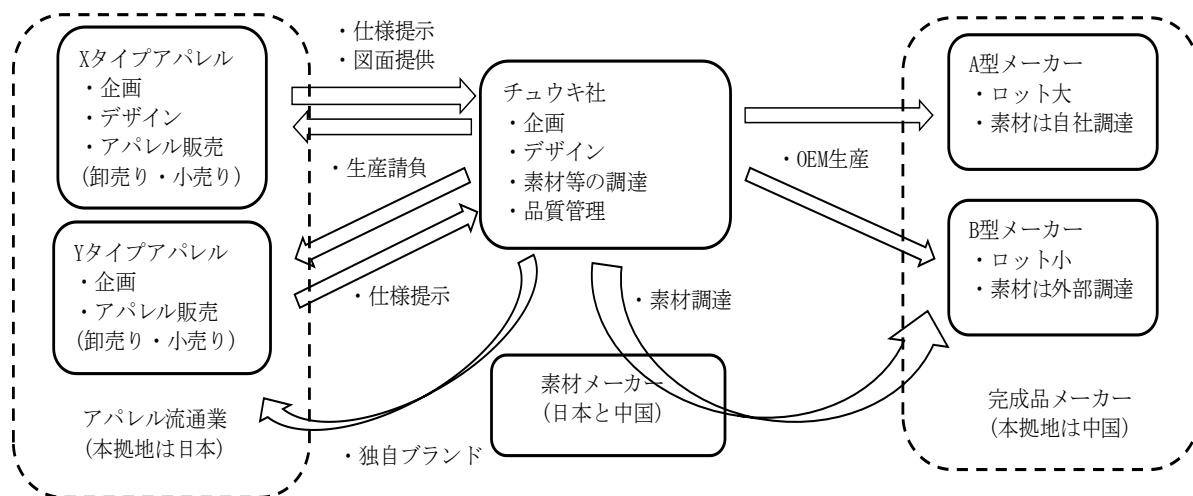 Xタイプアパレル
・企画
・デザイン
・アパレル販売
(卸売り・小売り)
Yタイプアパレル
・企画
・アパレル販売
(卸売り・小売り)
アパレル流通業
(本拠地は日本)
・仕様提示
・図面提供
・生産請負
・仕様提示
・独自ブランド
チュウキ社
・企画
・デザイン
・素材等の調達
・品質管理
・素材調達
素材メーカー
(日本と中国)
・OEM生産
A型メーカー
・ロット大
・素材は自社調達
B型メーカー
・ロット小
・素材は外部調達
完成品メーカー
(本拠地は中国)